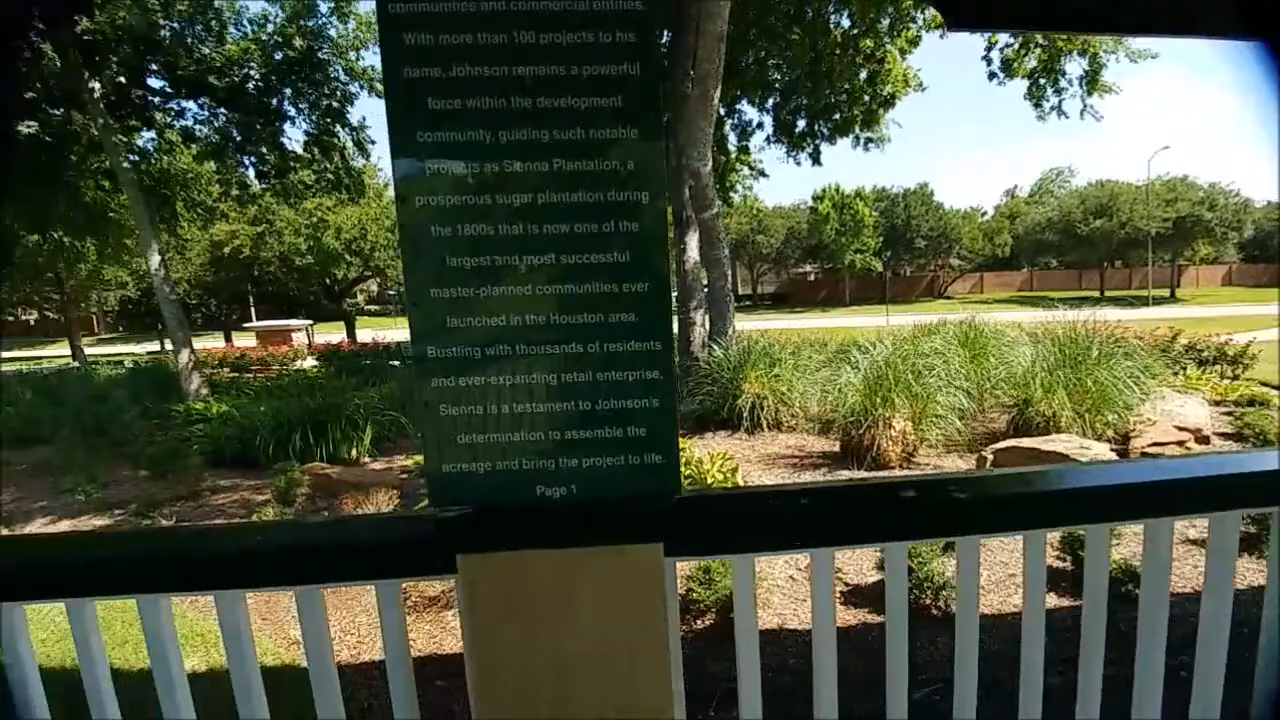 communities and commercial entities.
With more than 100 projects to his
name, Johnson remains a powerful
force within the development
community, guiding such notable
projects as Sienna Plantation, a
prosperous sugar plantation during
the 1800s that is now one of the
largest and most successful
master-planned communities ever
launched in the Houston area.
Bustling with thousands of residents
and ever-expanding retail enterprise,
Sienna is a testament to Johnson's
determination to assemble the
acreage and bring the project to life.
Page 1